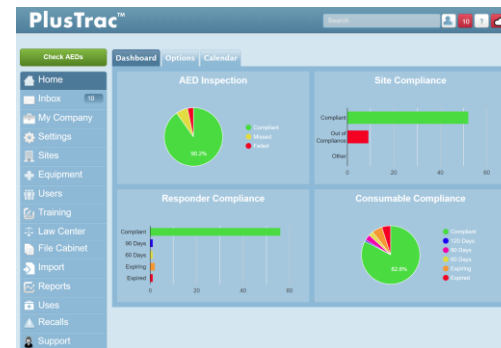 PlusTrac™
Search
10
?
Check AEDs
Dashboard Options Calendar
Home
Inbox 10
My Company
Settings
Sites
Equipment
Users
Training
Law Center
File Cabinet
Import
Reports
Uses
Recalls
Support
AED Inspection
90.2%
Compliant
Missed
Failed
Site Compliance
Compliant
Out of
Compliance
Other
0 20 40 60
Responder Compliance
Compliant
90 Days
60 Days
Expiring
Expired
0 20 40 60
Consumable Compliance
82.8%
Compliant
120 Days
90 Days
60 Days
Expiring
Expired